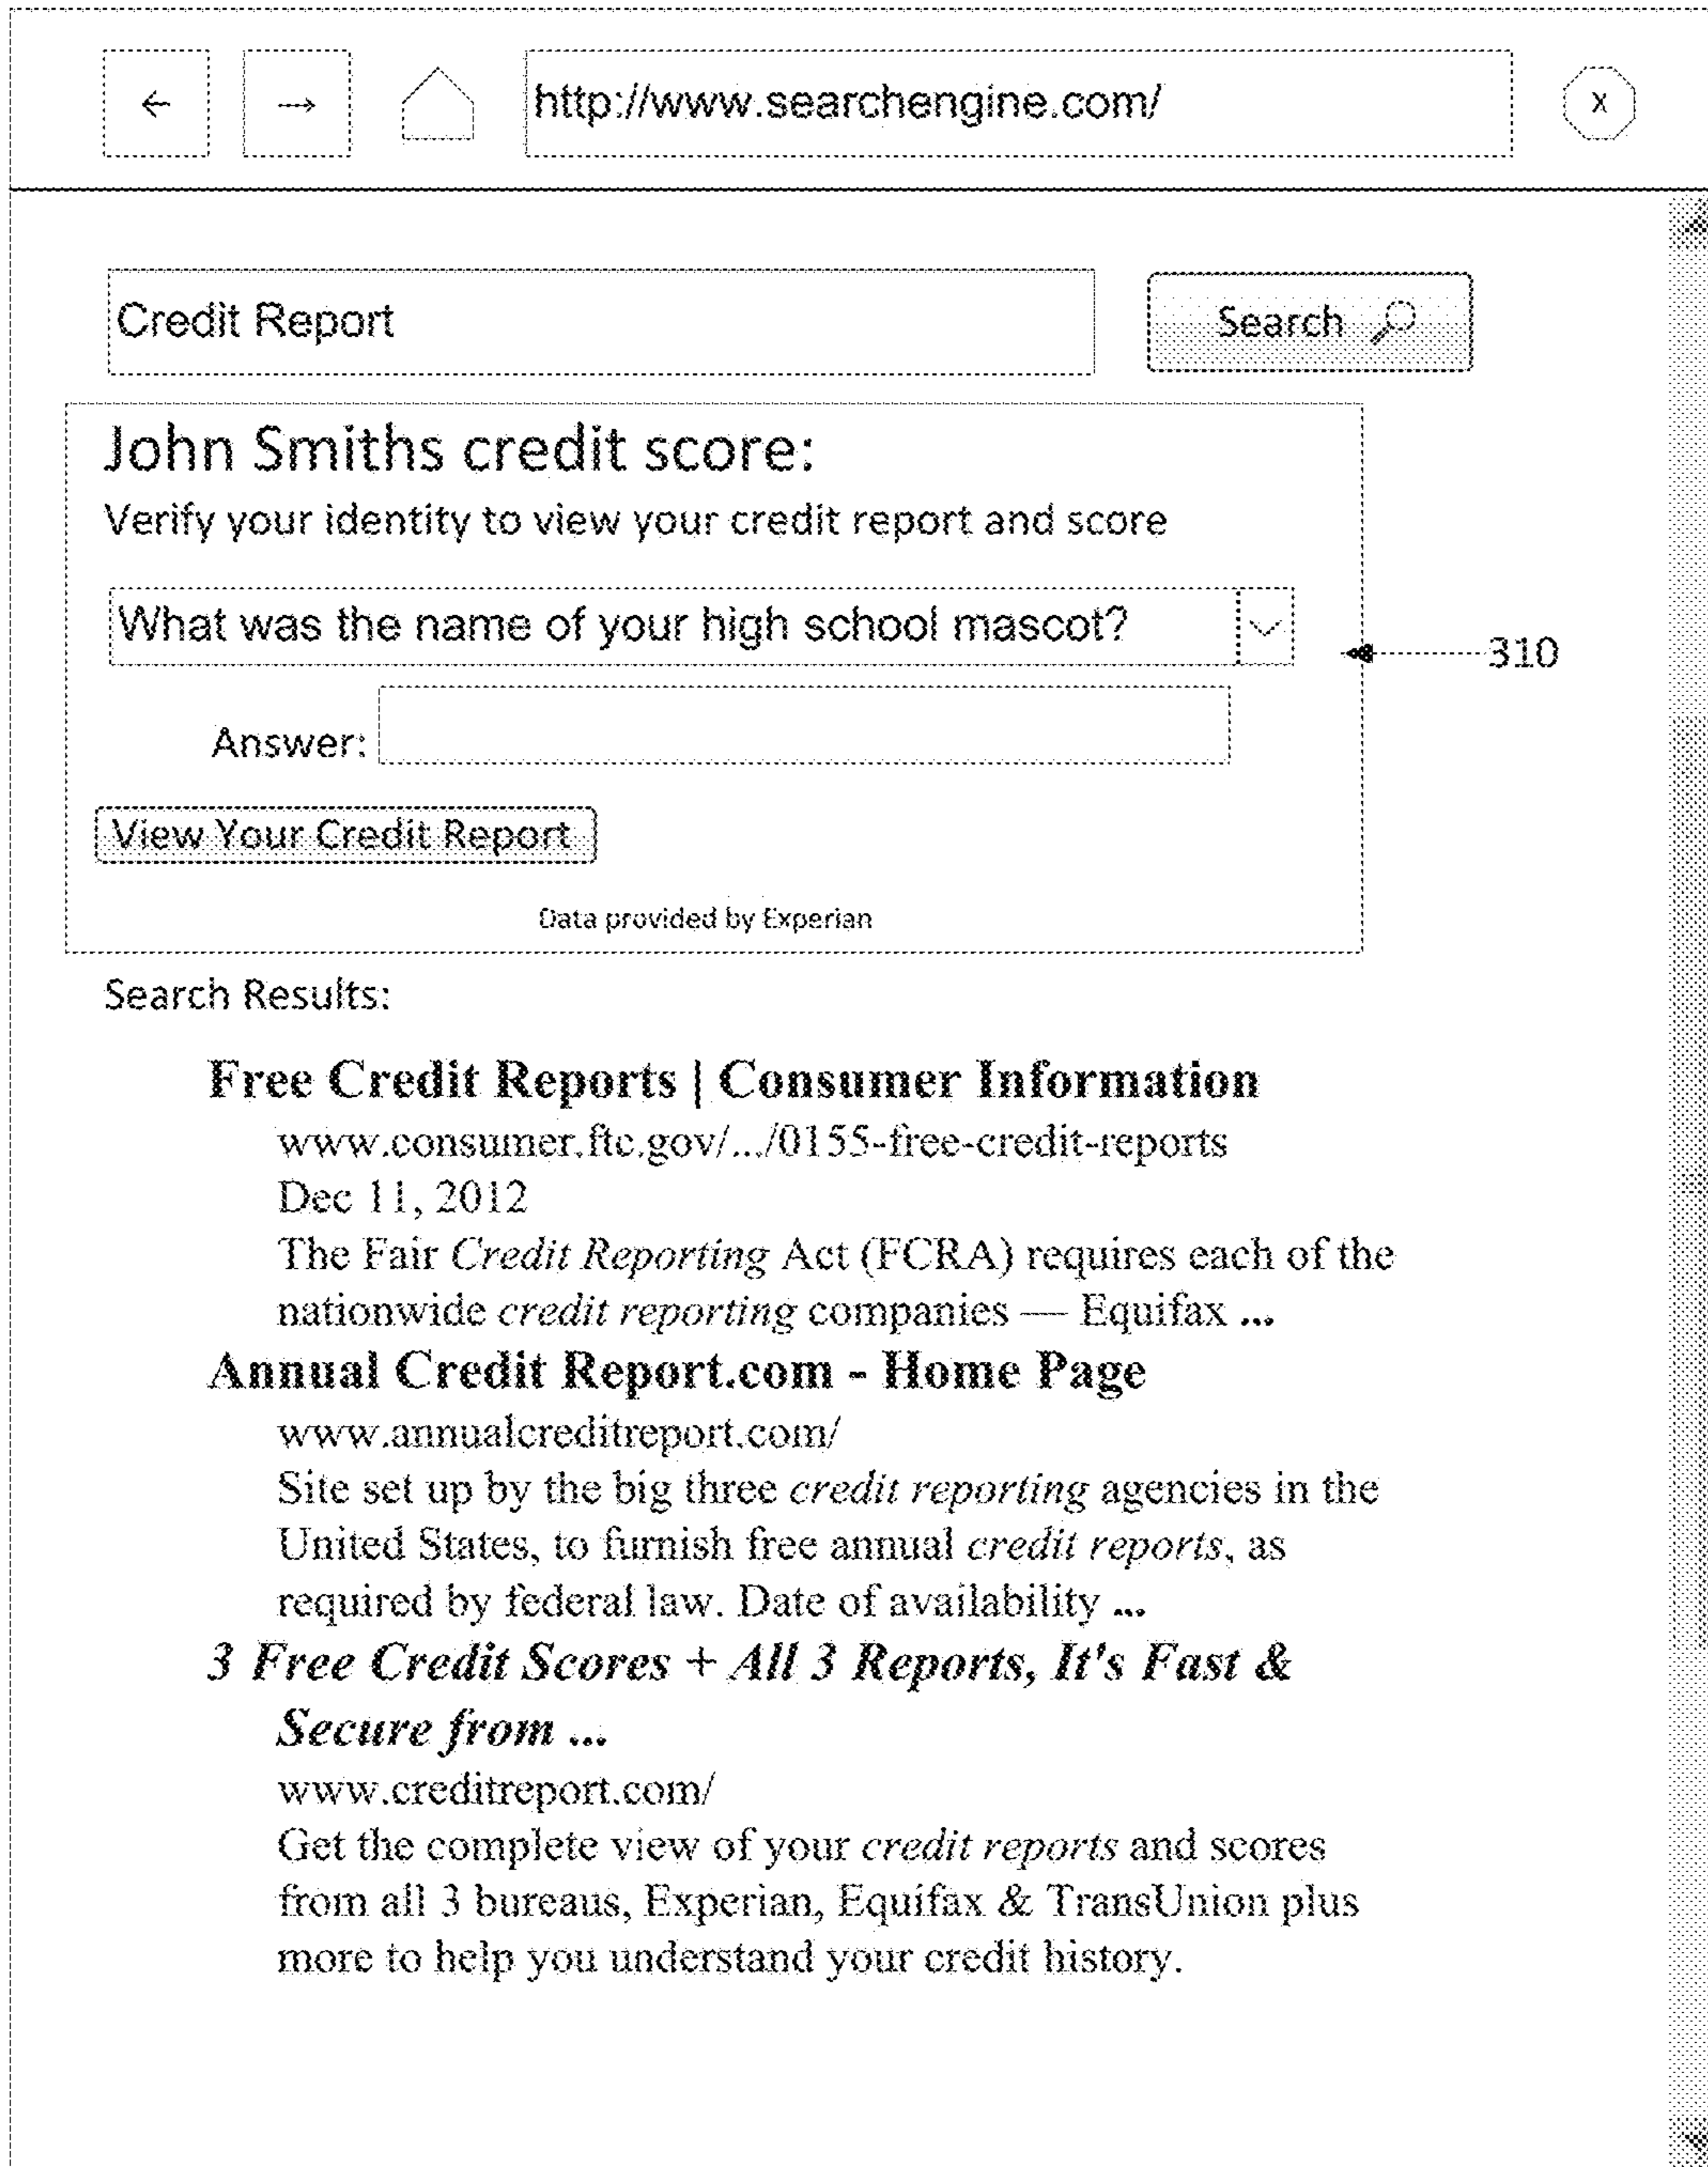 ← → http://www.searchengine.com/ X
Credit Report Search
John Smiths credit score:
Verify your identity to view your credit report and score
What was the name of your high school mascot?
310
Answer:
View Your Credit Report
Data provided by Experian
Search Results:
Free Credit Reports | Consumer Information
www.consumer.ftc.gov/.../0155-free-credit-reports
Dec 11, 2012
The Fair Credit Reporting Act (FCRA) requires each of the
nationwide credit reporting companies — Equifax ...
Annual Credit Report.com - Home Page
www.annualcreditreport.com/
Site set up by the big three credit reporting agencies in the
United States, to furnish free annual credit reports, as
required by federal law. Date of availability ...
3 Free Credit Scores + All 3 Reports, It's Fast &
Secure from ...
www.creditreport.com/
Get the complete view of your credit reports and scores
from all 3 bureaus, Experian, Equifax & TransUnion plus
more to help you understand your credit history.